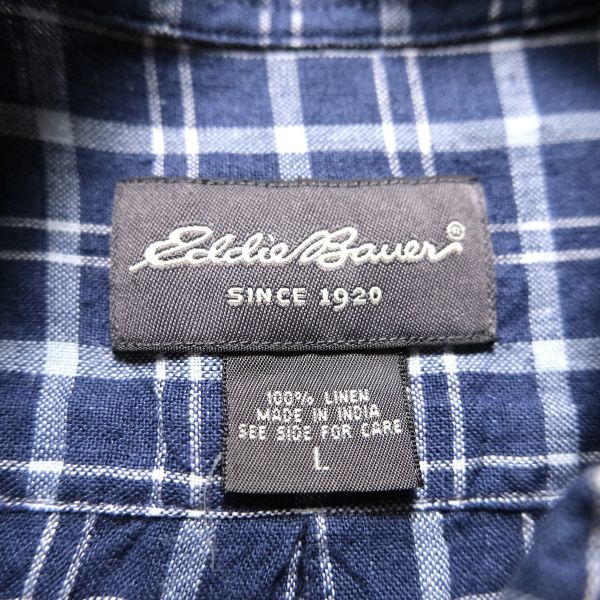 Eddie Bauer®
SINCE 1920
100% LINEN
MADE IN INDIA
SEE SIDE FOR CARE
L